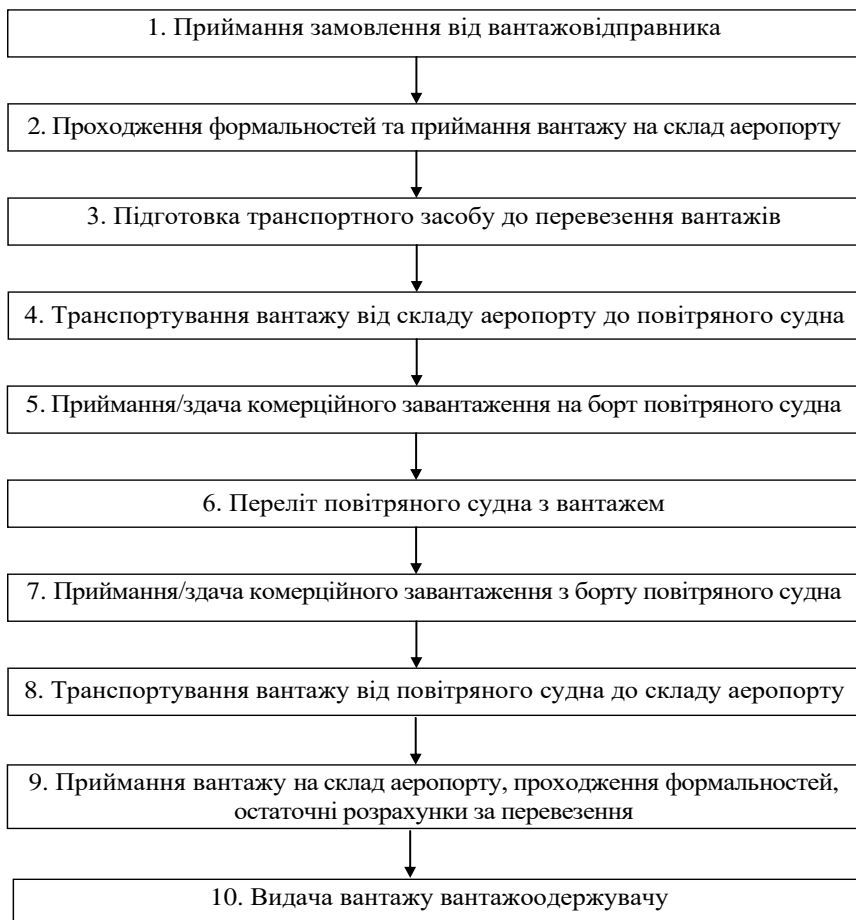 1. Приймання замовлення від вантажовідправника
2. Проходження формальностей та приймання вантажу на склад аеропорту
3. Підготовка транспортного засобу до перевезення вантажів
4. Транспортування вантажу від складу аеропорту до повітряного судна
5. Приймання/здача комерційного завантаження на борт повітряного судна
6. Переліт повітряного судна з вантажем
7. Приймання/здача комерційного завантаження з борту повітряного судна
8. Транспортування вантажу від повітряного судна до складу аеропорту
9. Приймання вантажу на склад аеропорту, проходження формальностей,
остаточні розрахунки за перевезення
10. Видача вантажу вантажоодержувачу